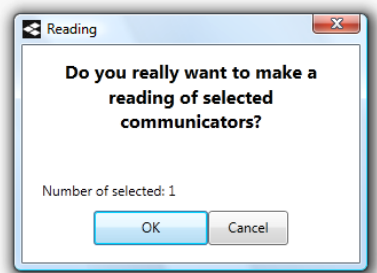 Reading
Do you really want to make a
reading of selected
communicators?
Number of selected: 1
OK Cancel